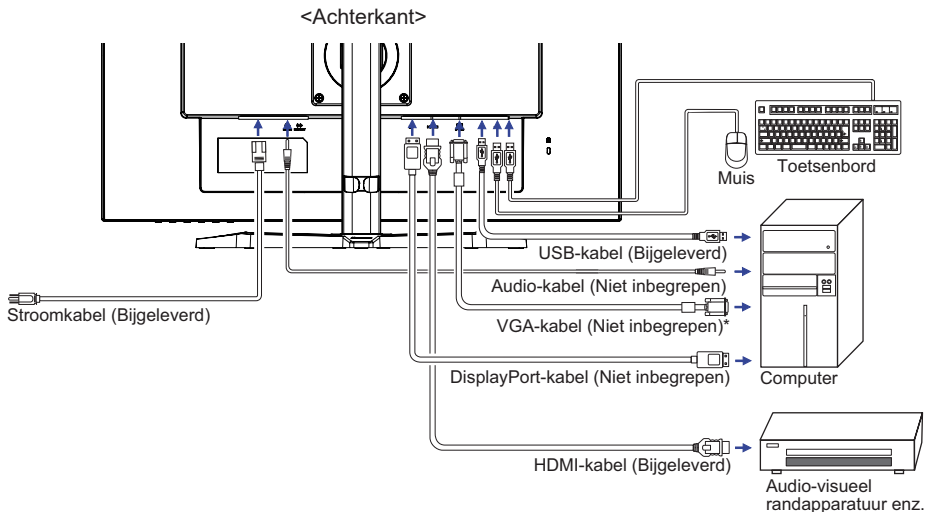 <Achterkant>
Muis
Toetsenbord
USB-kabel (Bijgeleverd)
Audio-kabel (Niet inbegrepen)
Stroomkabel (Bijgeleverd)
VGA-kabel (Niet inbegrepen)*
DisplayPort-kabel (Niet inbegrepen)
Computer
HDMI-kabel (Bijgeleverd)
Audio-visueel
randapparatuur enz.